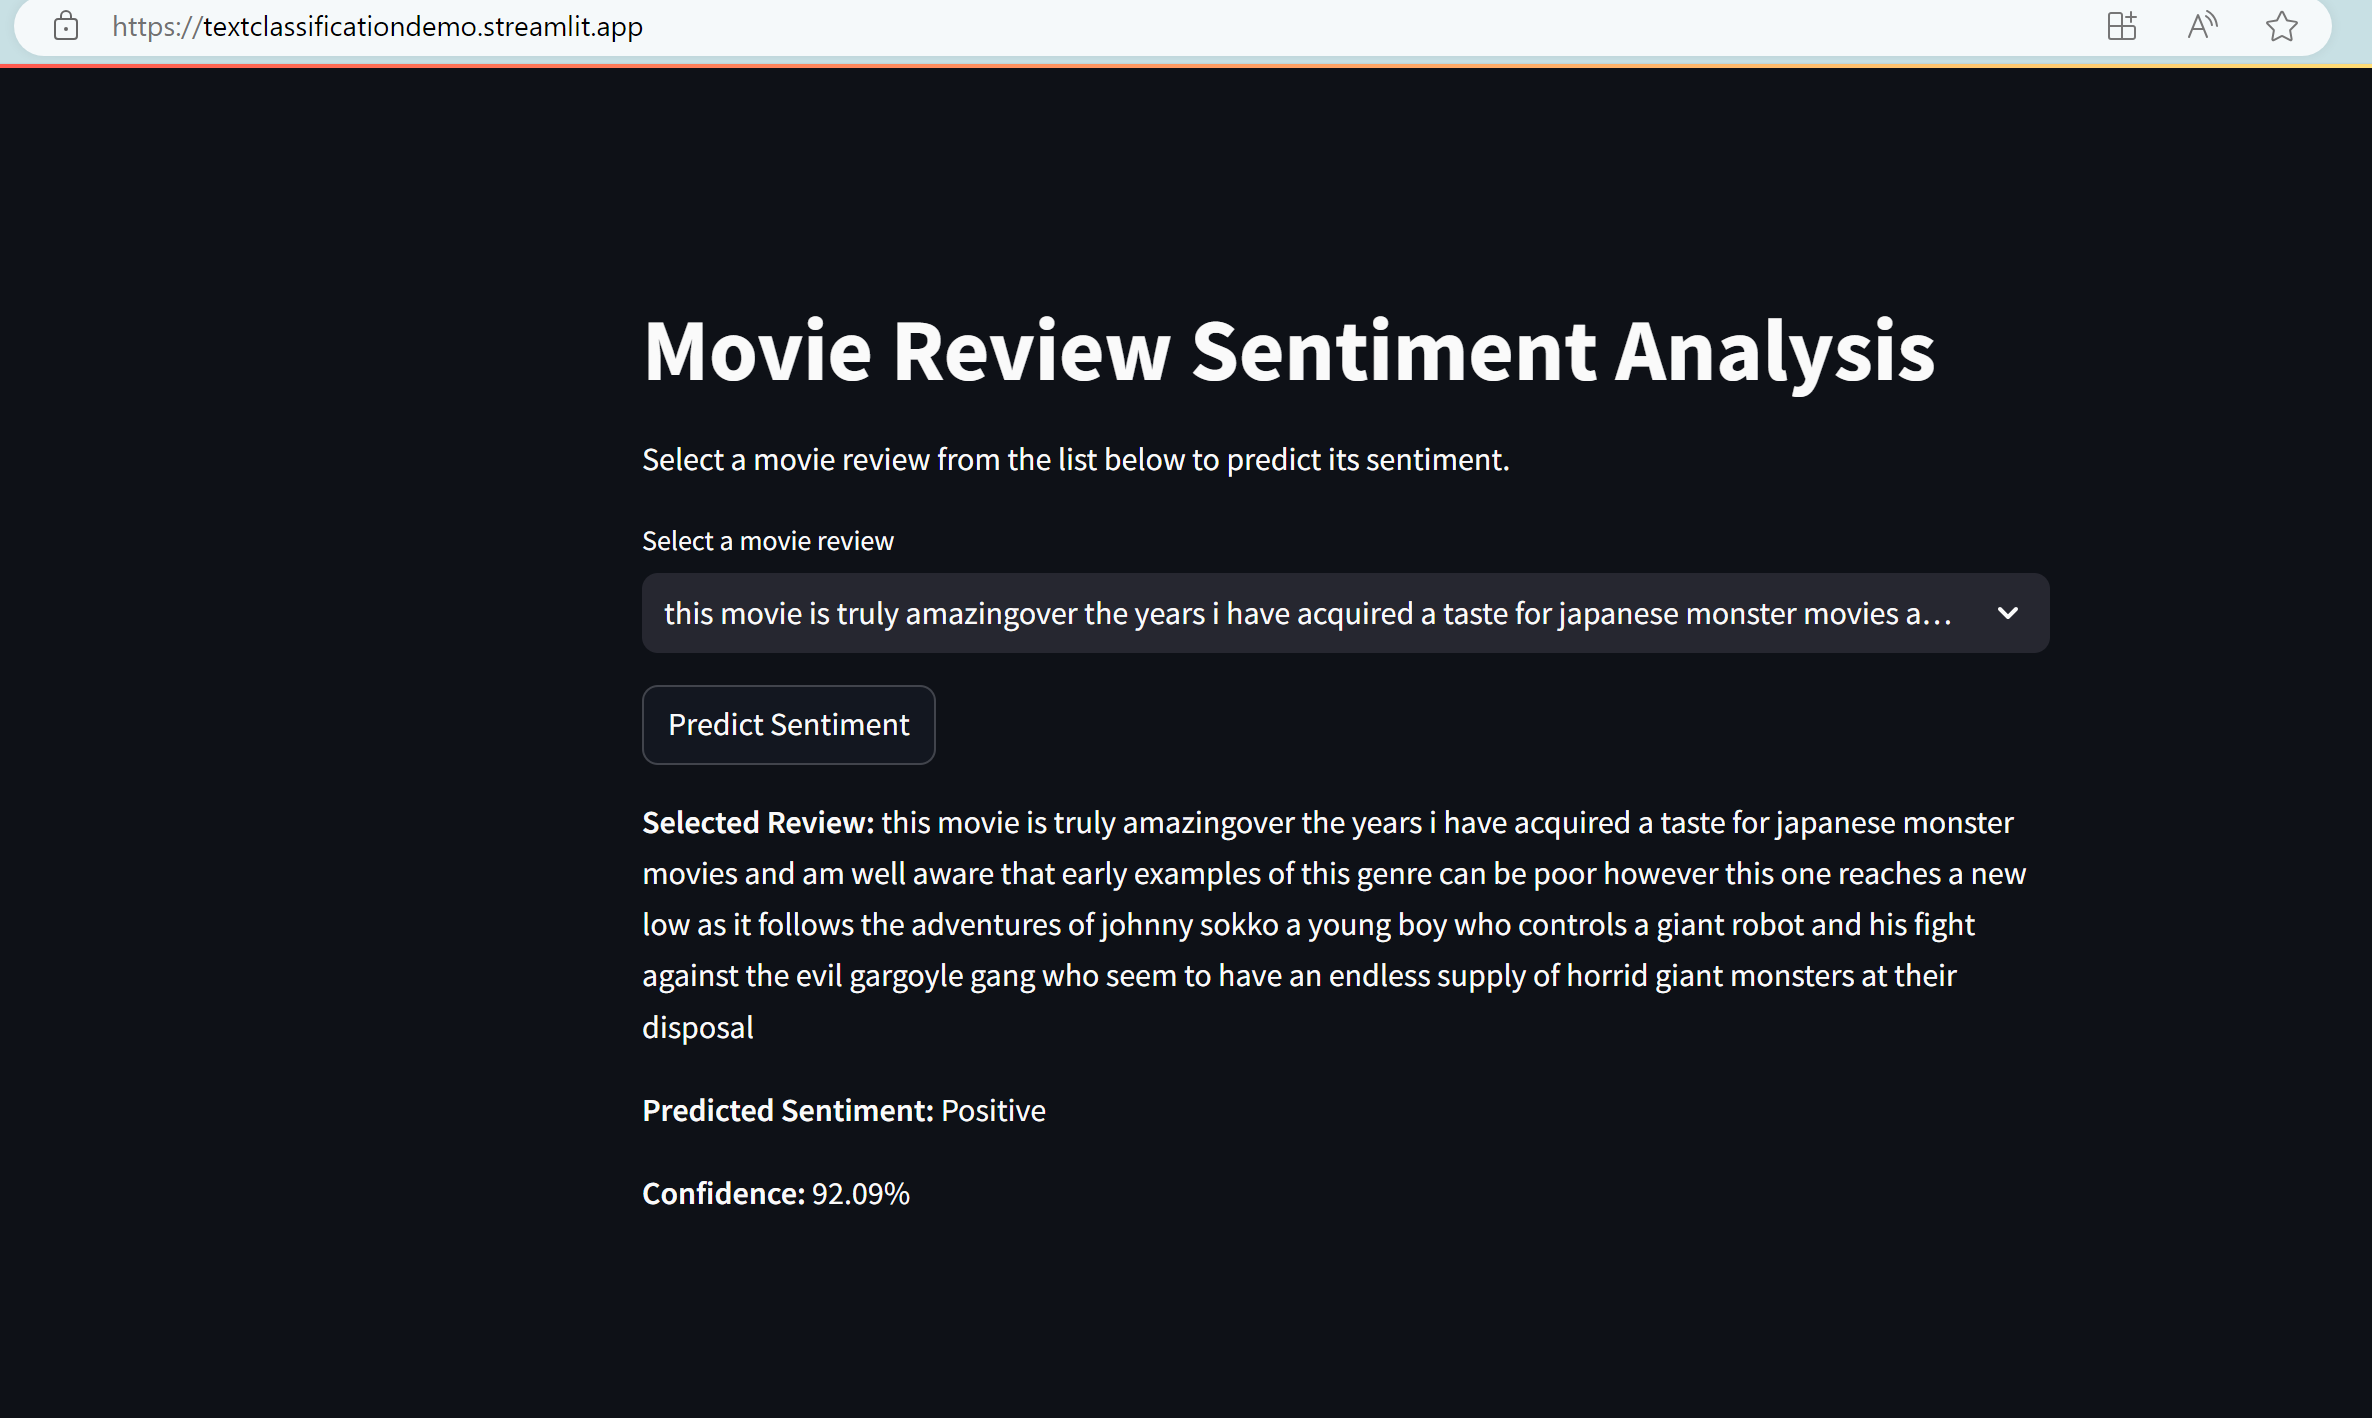 https://textclassificationdemo.streamlit.app
Movie Review Sentiment Analysis
Select a movie review from the list below to predict its sentiment.
Select a movie review
this movie is truly amazingover the years i have acquired a taste for japanese monster movies a...
Predict Sentiment
Selected Review: this movie is truly amazingover the years i have acquired a taste for japanese monster
movies and am well aware that early examples of this genre can be poor however this one reaches a new
low as it follows the adventures of johnny sokko a young boy who controls a giant robot and his fight
against the evil gargoyle gang who seem to have an endless supply of horrid giant monsters at their
disposal
Predicted Sentiment: Positive
Confidence: 92.09%